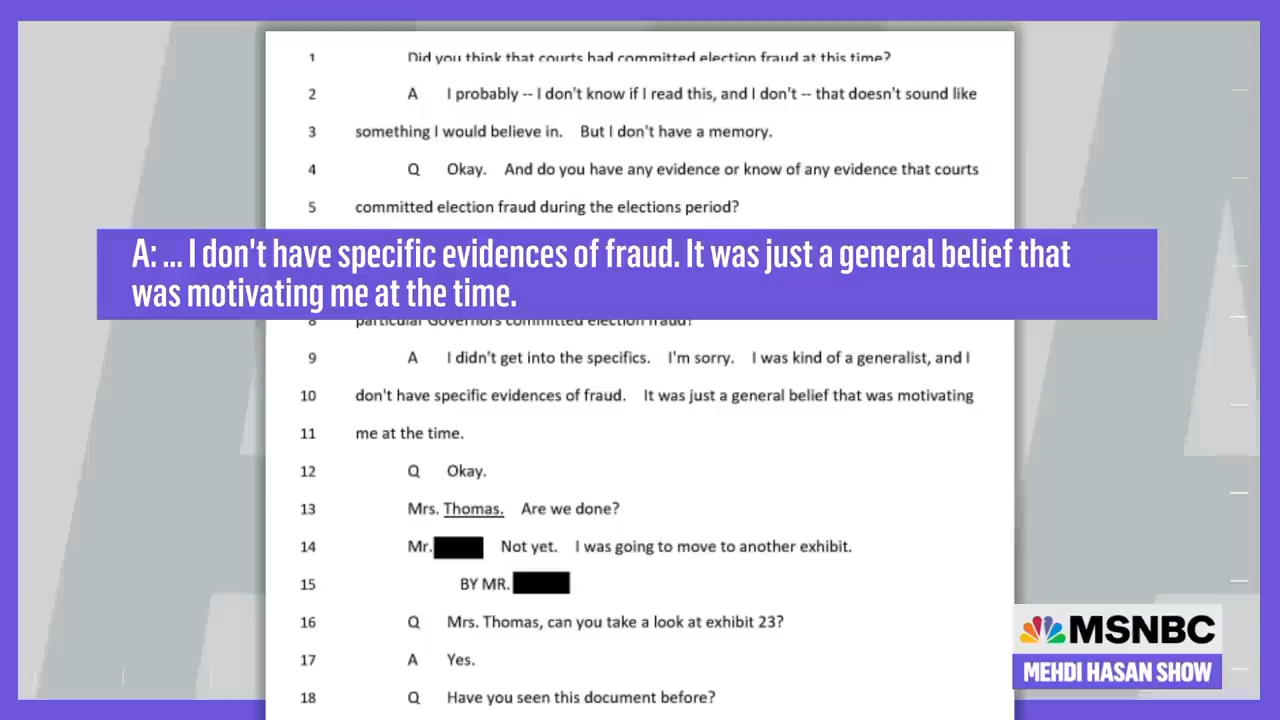 1 Did you think that courts had committed election fraud at this time?
2 A I probably -- I don't know if I read this, and I don't -- that doesn't sound like
3 something I would believe in. But I don't have a memory.
4 Q Okay. And do you have any evidence or know of any evidence that courts
5 committed election fraud during the elections period?
A: ... I don't have specific evidences of fraud. It was just a general belief that
was motivating me at the time.
8 particular Governors committed election fraud?
9 A I didn't get into the specifics. I'm sorry. I was kind of a generalist, and I
10 don't have specific evidences of fraud. It was just a general belief that was motivating
11 me at the time.
12 Q Okay.
13 Mrs. Thomas. Are we done?
14 Mr. Not yet. I was going to move to another exhibit.
15 BY MR.
16 Q Mrs. Thomas, can you take a look at exhibit 23?
17 A Yes.
18 Q Have you seen this document before?
MSNBC
MEHDI HASAN SHOW